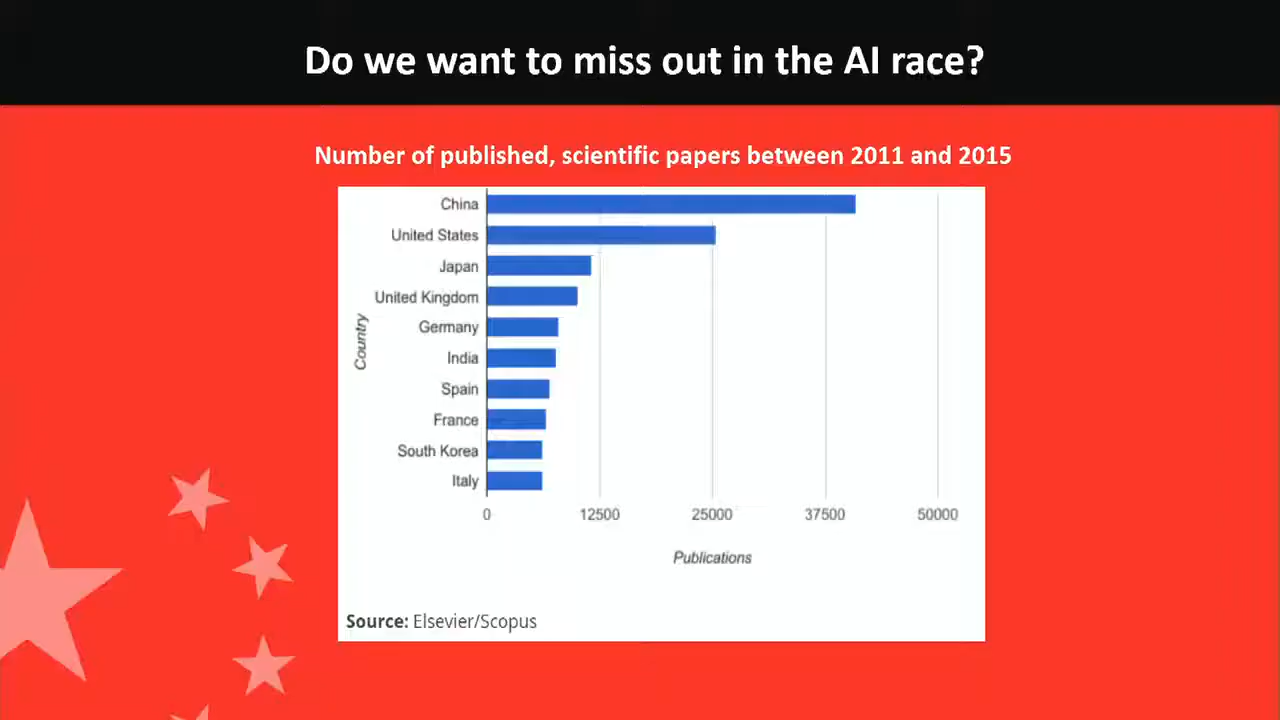 Do we want to miss out in the AI race?
Number of published, scientific papers between 2011 and 2015
China
United States
Japan
United Kingdom
Germany
India
Spain
France
South Korea
Italy
Country
0 12500 25000 37500 50000
Publications
Source: Elsevier/Scopus